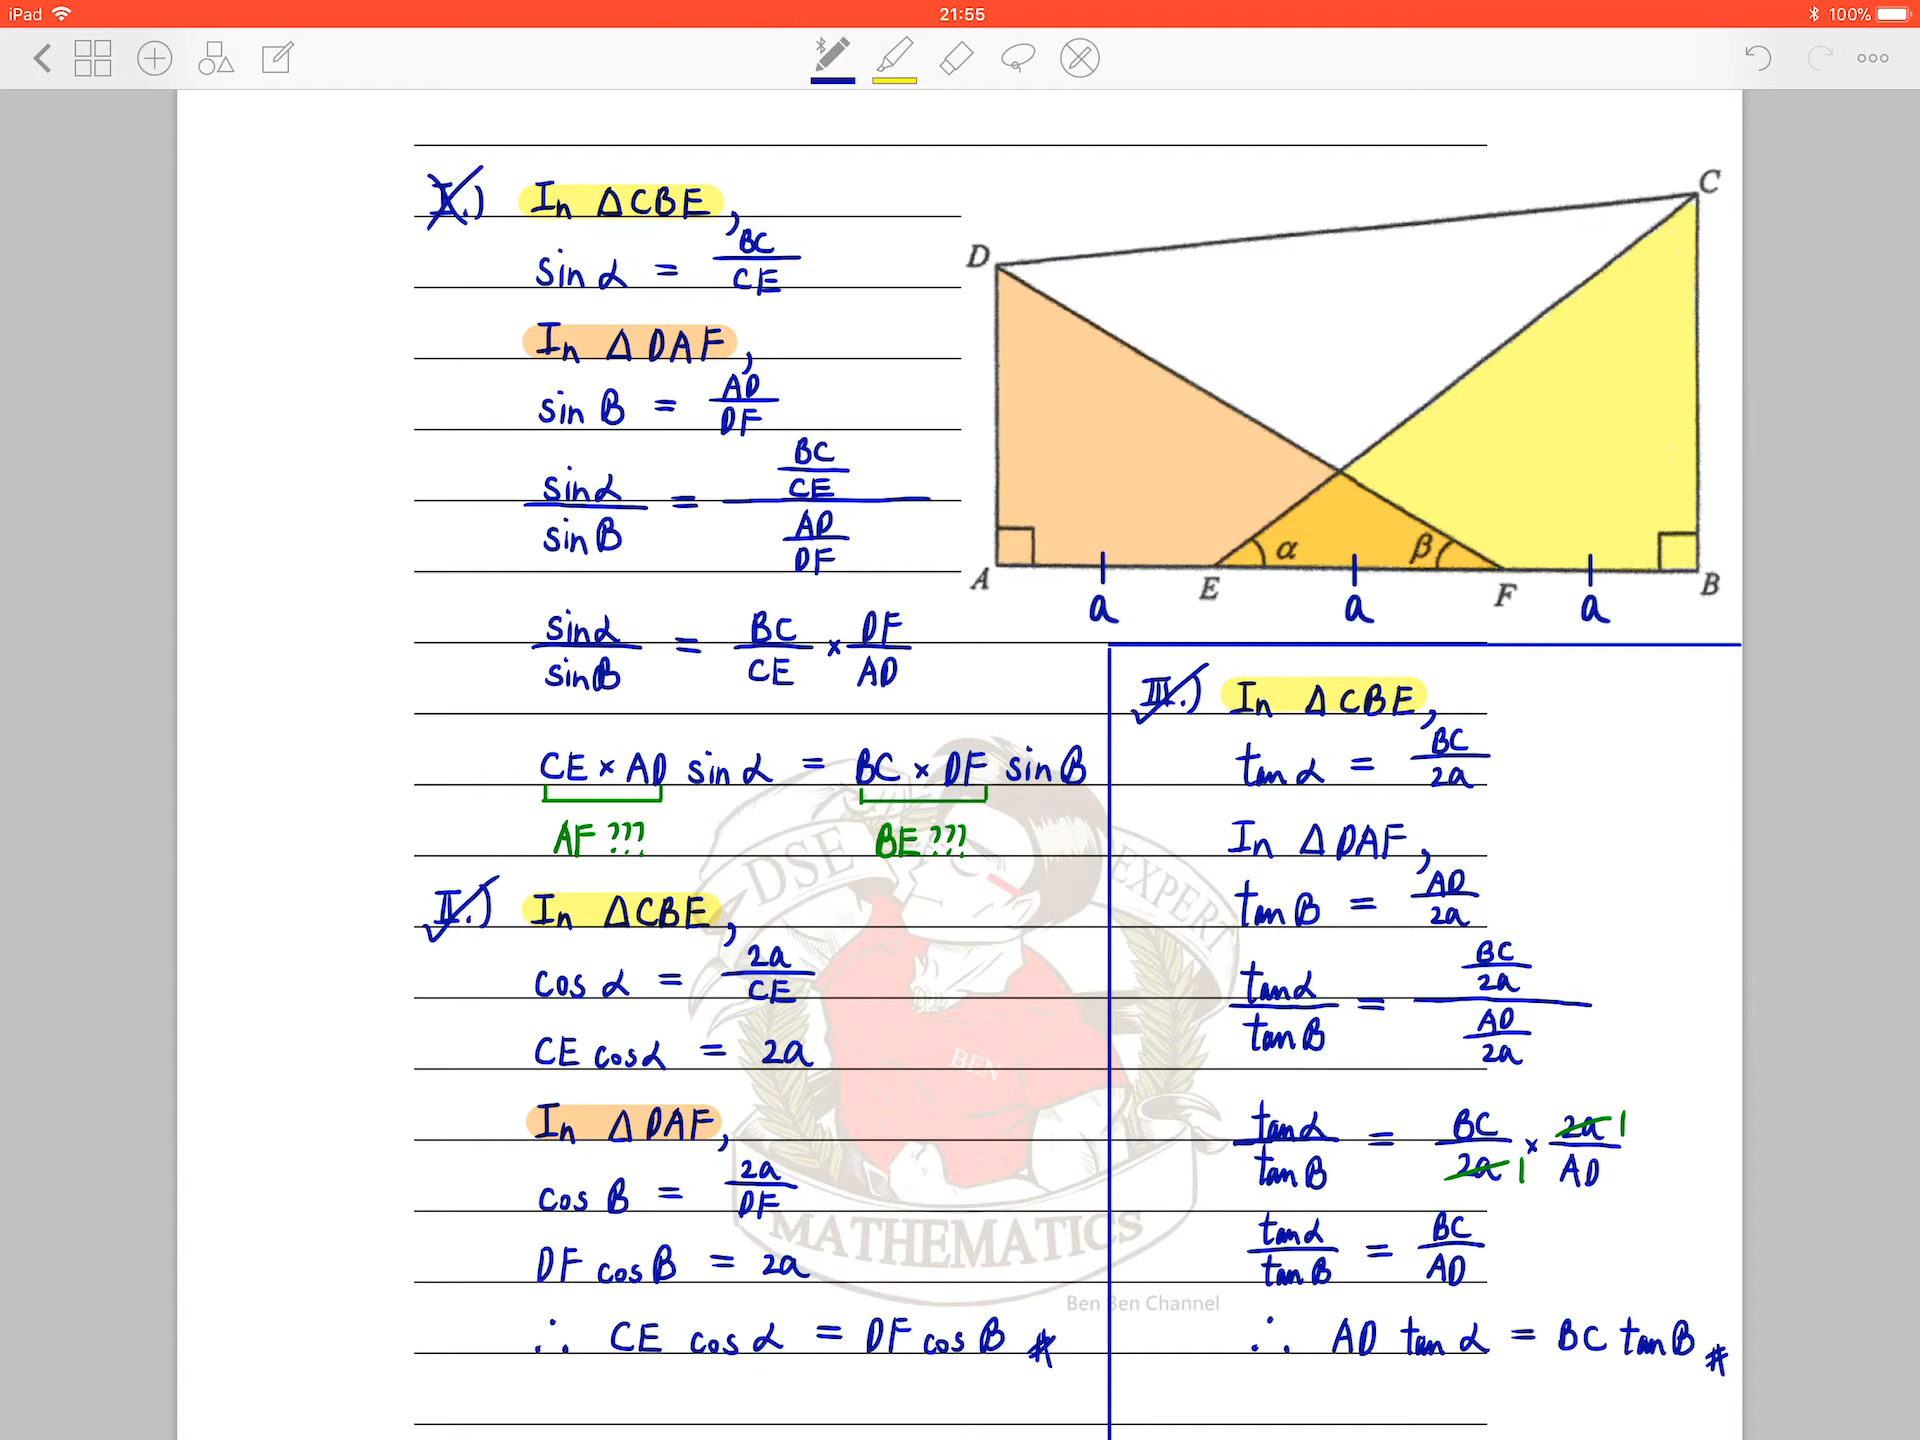 iPad 21:55 100%
I.) In △CBE,
sin α = BC/CE
In △DAF,
sin B = AD/DF
sin α / sin B = (BC/CE) / (AD/DF)
sin α / sin B = BC/CE × DF/AD
CE × AD sin α = BC × DF sin B
AF ??? BE ???
II.) In △CBE,
cos α = 2a/CE
CE cos α = 2a
In △DAF,
cos B = 2a/DF
DF cos B = 2a
∴ CE cos α = DF cos B #
C
D
α β
A E F B
a a a
III.) In △CBE,
tan α = BC/2a
In △DAF,
tan B = AD/2a
tan α / tan B = (BC/2a) / (AD/2a)
tan α / tan B = BC/2a 1 × 2a 1/AD
tan α / tan B = BC/AD
∴ AD tan α = BC tan B #
DSE EXPERT
BEN
MATHEMATICS
Ben Ben Channel